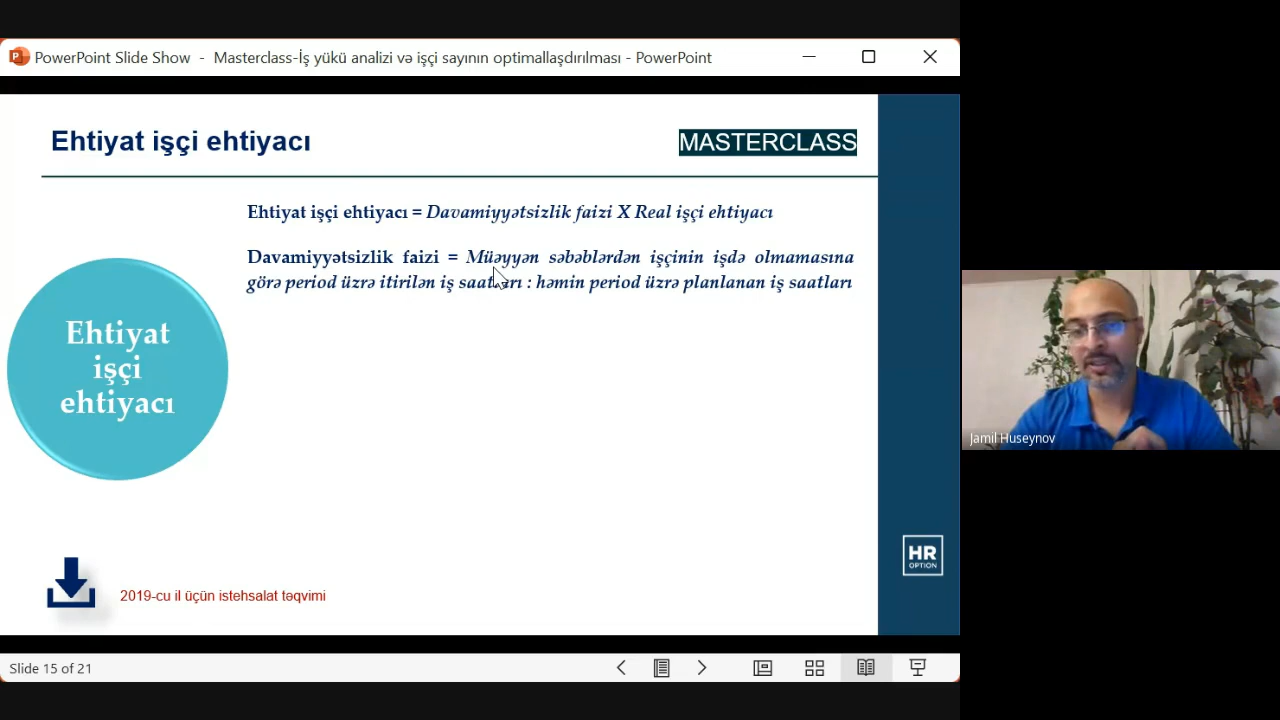 PowerPoint Slide Show - Masterclass-İş yükü analizi və işçi sayının optimallaşdırılması - PowerPoint
Ehtiyat işçi ehtiyacı
MASTERCLASS
Ehtiyat işçi ehtiyacı = Davamiyyətsizlik faizi X Real işçi ehtiyacı
Davamiyyətsizlik faizi = Müəyyən səbəblərdən işçinin işdə olmamasına
görə period üzrə itirilən iş saatları : həmin period üzrə planlanan iş saatları
Ehtiyat
işçi
ehtiyacı
Jamil Huseynov
HR
OPTION
2019-cu il üçün istehsalat təqvimi
Slide 15 of 21